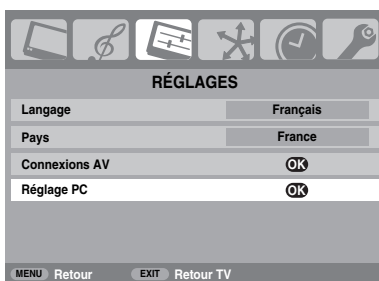 RÉGLAGES
Langage Français
Pays France
Connexions AV OK
Réglage PC OK
MENU Retour EXIT Retour TV